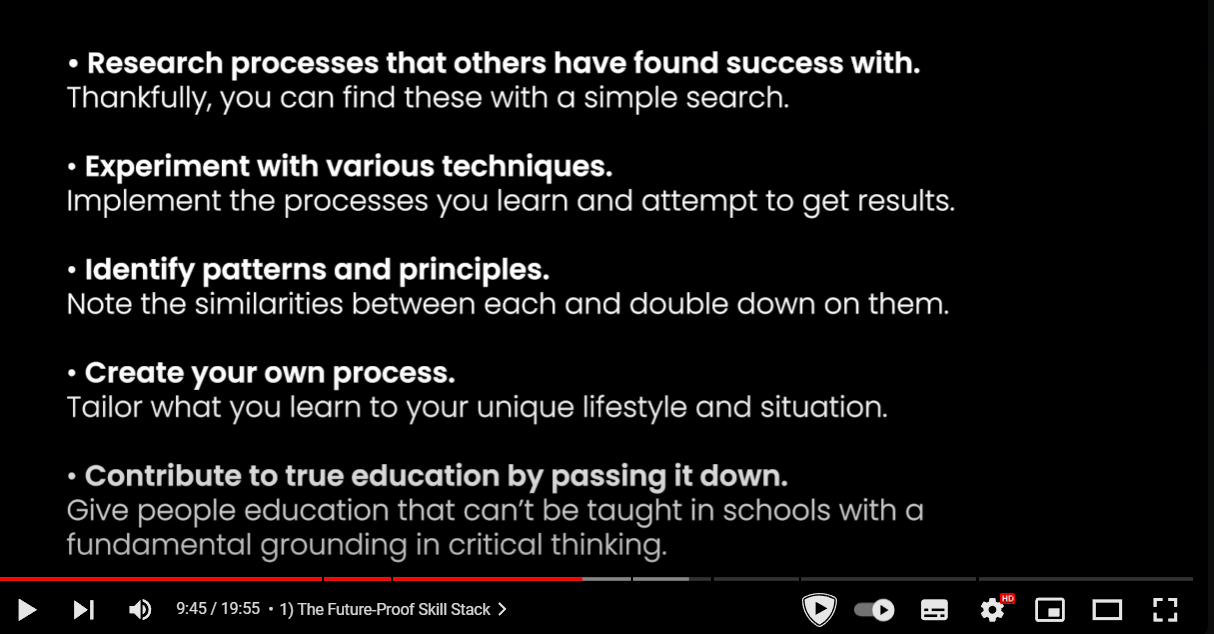 • Research processes that others have found success with.
Thankfully, you can find these with a simple search.
• Experiment with various techniques.
Implement the processes you learn and attempt to get results.
• Identify patterns and principles.
Note the similarities between each and double down on them.
• Create your own process.
Tailor what you learn to your unique lifestyle and situation.
• Contribute to true education by passing it down.
Give people education that can’t be taught in schools with a
fundamental grounding in critical thinking.
9:45 / 19:55 • 1) The Future-Proof Skill Stack
HD